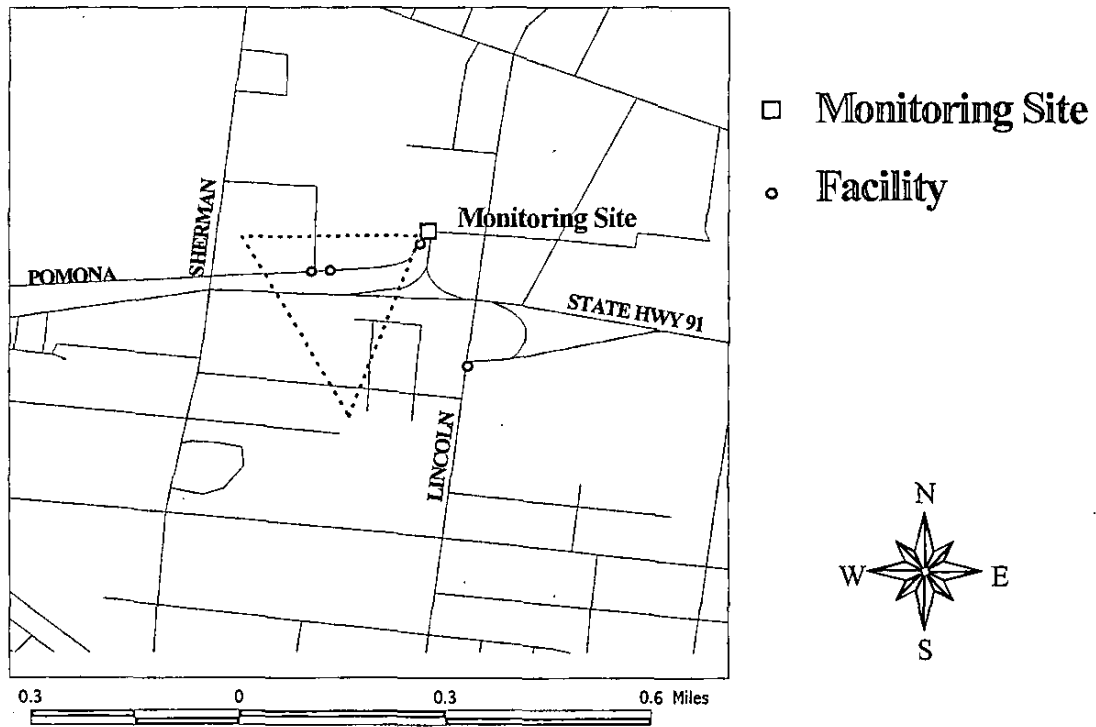 Monitoring Site
Facility
Monitoring Site
SHERMAN
POMONA
STATE HWY 91
LINCOLN
N
W E
S
0.3 0 0.3 0.6 Miles